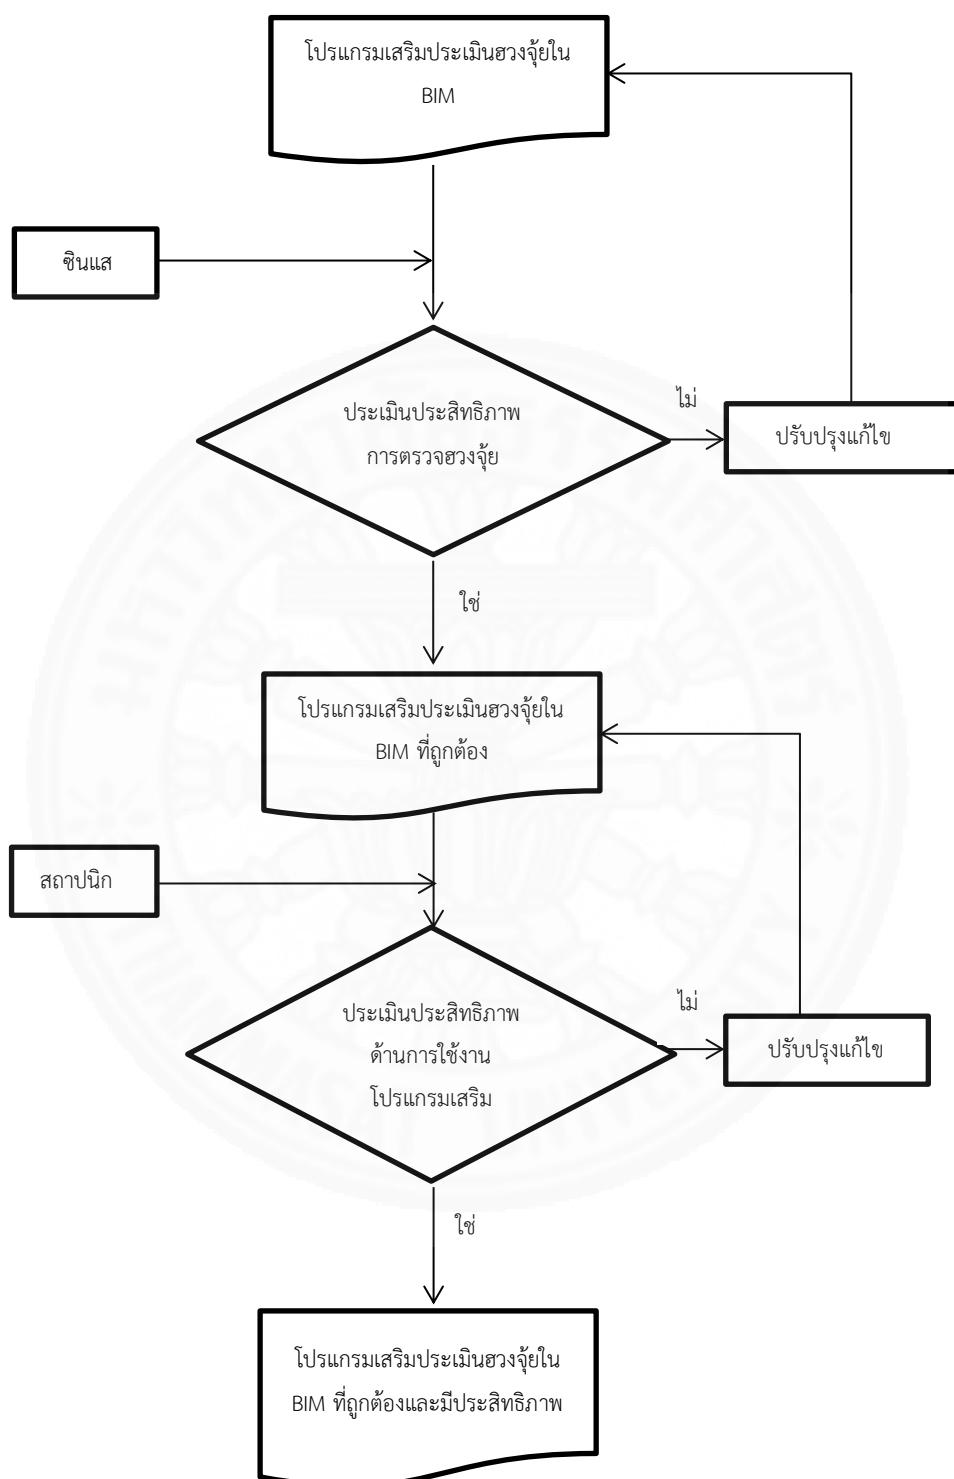 โปรแกรมเสริมประเมินฮวงจุ้ยใน
BIM
ซินแส
ประเมินประสิทธิภาพ
การตรวจฮวงจุ้ย
ไม่
ปรับปรุงแก้ไข
ใช่
โปรแกรมเสริมประเมินฮวงจุ้ยใน
BIM ที่ถูกต้อง
สถาปนิก
ประเมินประสิทธิภาพ
ด้านการใช้งาน
โปรแกรมเสริม
ไม่
ปรับปรุงแก้ไข
ใช่
โปรแกรมเสริมประเมินฮวงจุ้ยใน
BIM ที่ถูกต้องและมีประสิทธิภาพ